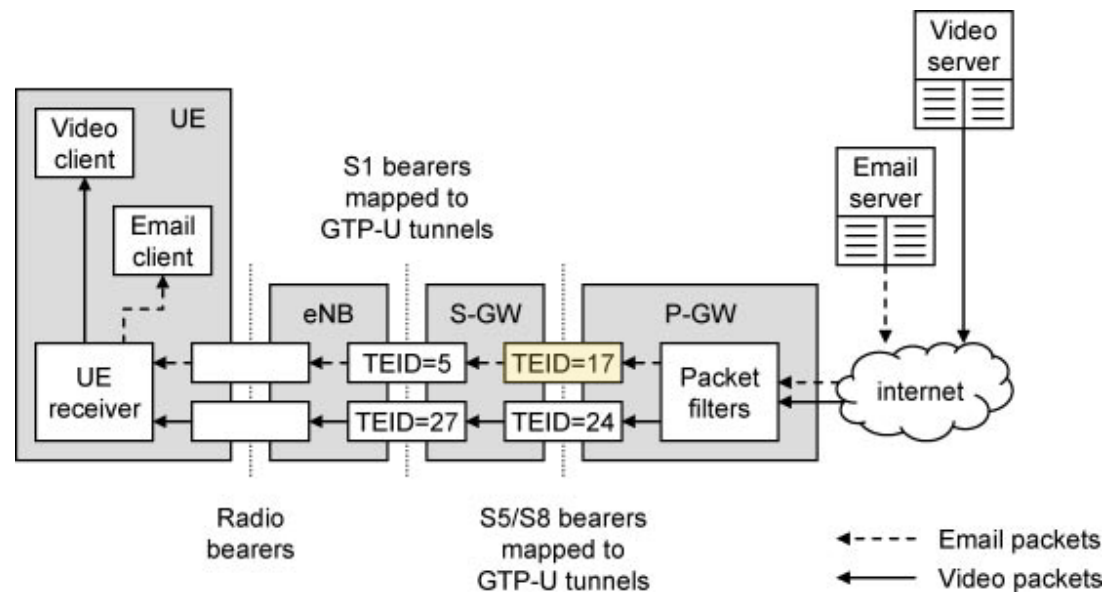 Video
server
UE
Video
client
S1 bearers
mapped to
GTP-U tunnels
Email
server
Email
client
eNB
S-GW
P-GW
UE
receiver
TEID=5
TEID=17
Packet
filters
internet
TEID=27
TEID=24
Radio
bearers
S5/S8 bearers
mapped to
GTP-U tunnels
Email packets
Video packets